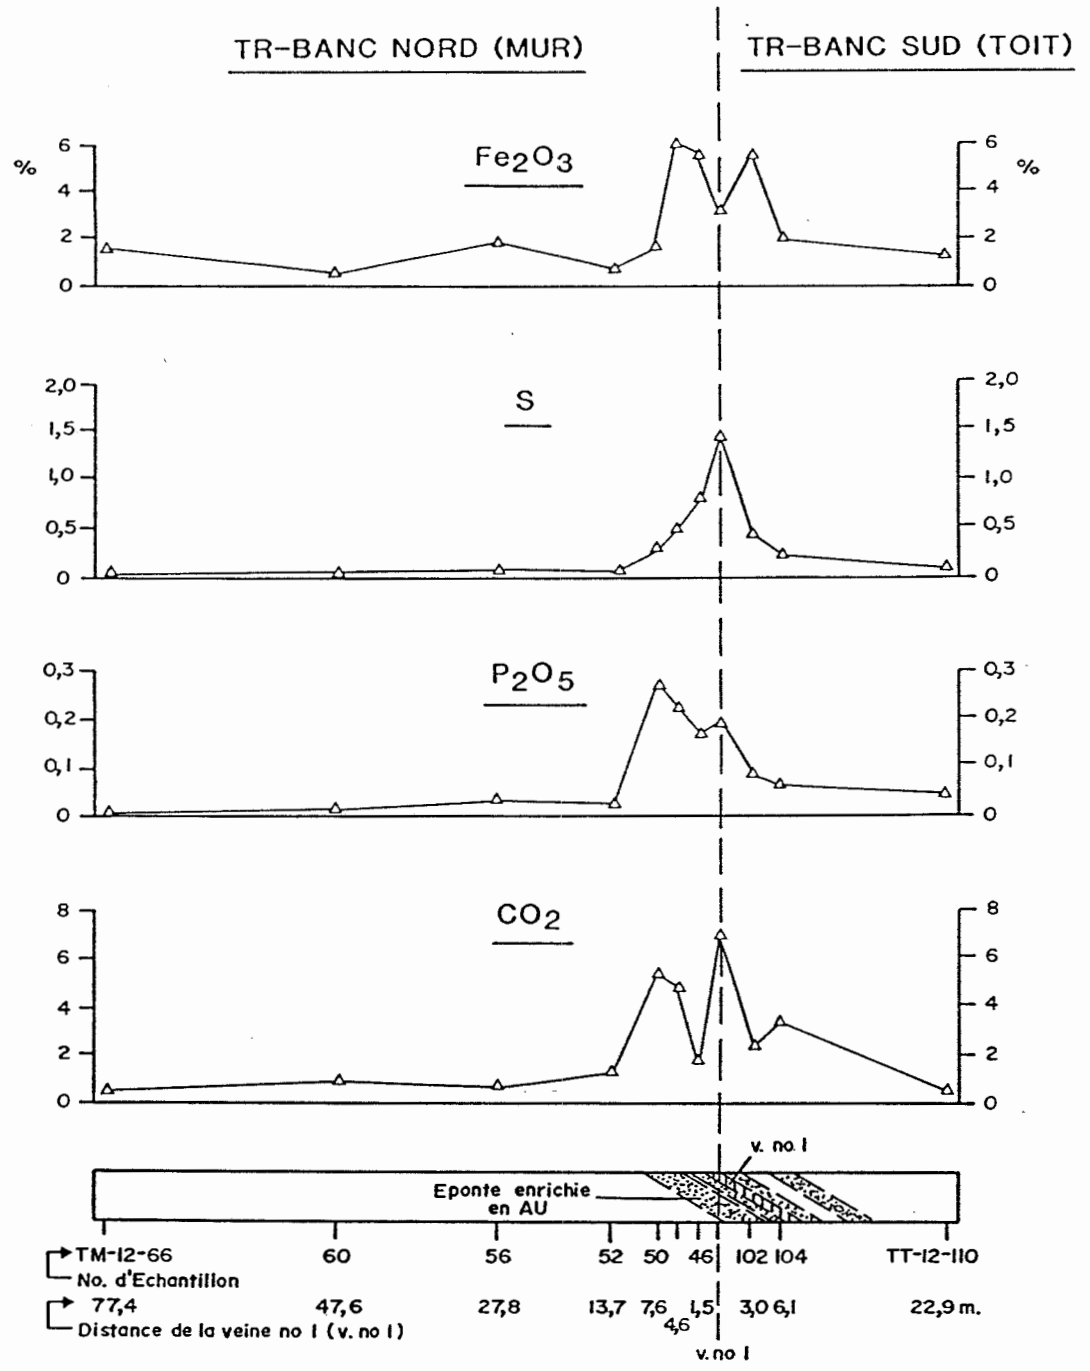 TR-BANC NORD (MUR)
TR-BANC SUD (TOIT)
Fe2O3
%
6
4
2
0
6
4
2
0
%
S
2,0
1,5
1,0
0,5
0
2,0
1,5
1,0
0,5
0
P2O5
0,3
0,2
0,1
0
0,3
0,2
0,1
0
CO2
8
6
4
2
0
8
6
4
2
0
v. no 1
Eponte enrichie
en AU
TM-12-66 60 56 52 50 46 102 104 TT-12-110
No. d'Echantillon
77,4 47,6 27,8 13,7 7,6 4,6 1,5 3,0 6,1 22,9 m.
Distance de la veine no 1 (v. no 1)
v. no 1